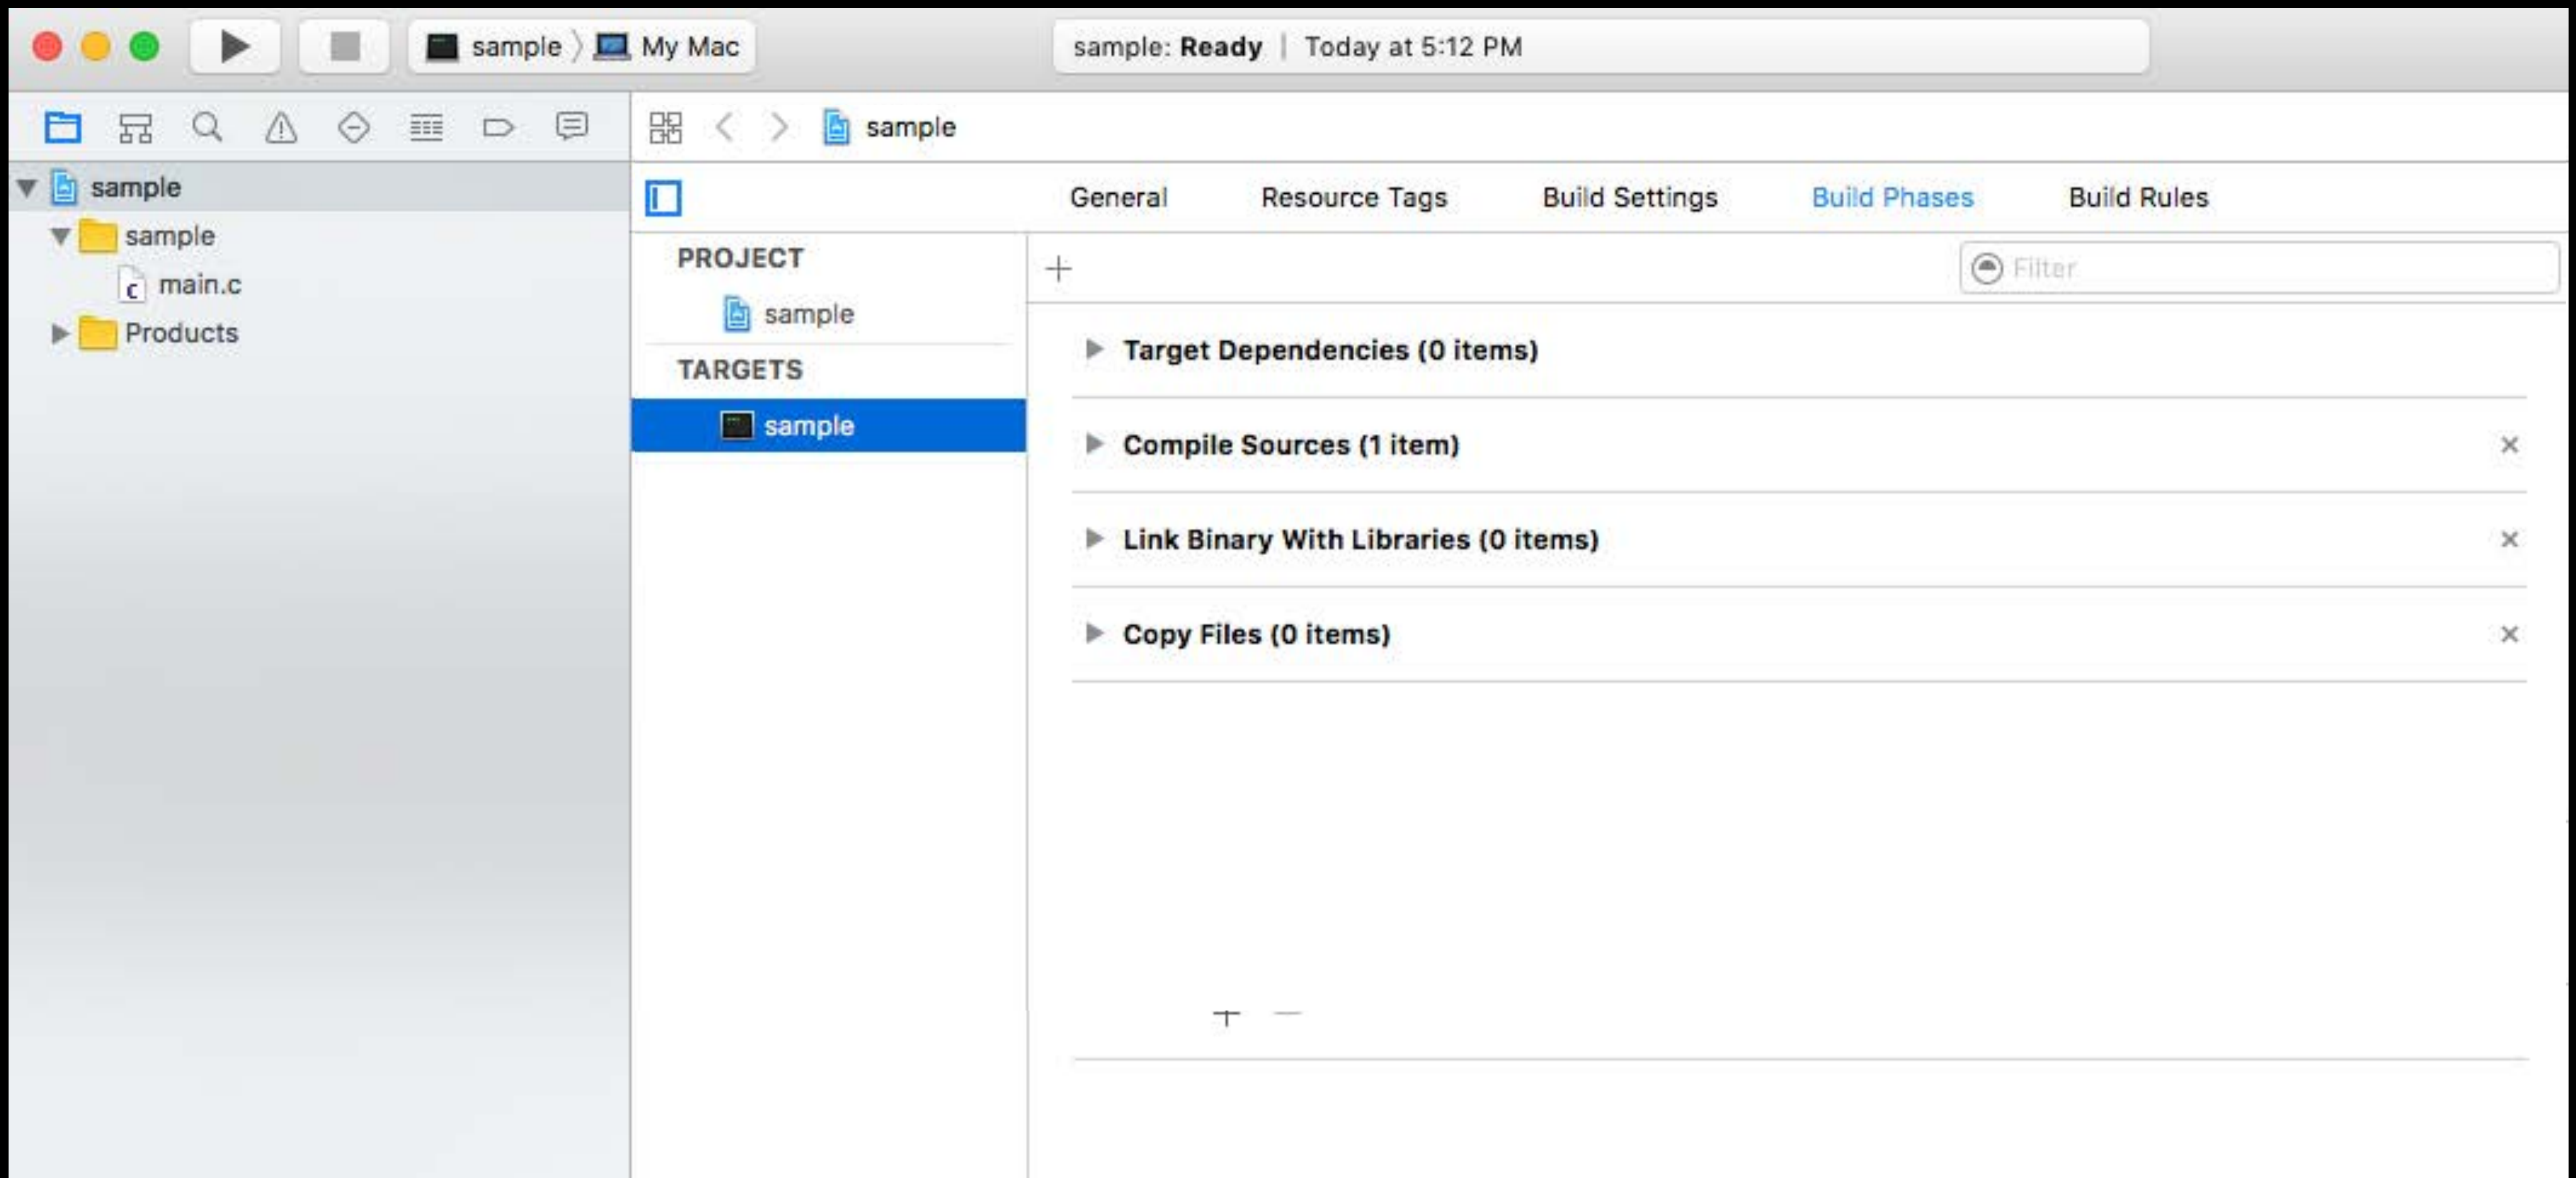 sample
My Mac
sample: Ready | Today at 5:12 PM
sample
sample
sample
main.c
Products
General
Resource Tags
Build Settings
Build Phases
Build Rules
PROJECT
sample
TARGETS
sample
Filter
Target Dependencies (0 items)
Compile Sources (1 item)
Link Binary With Libraries (0 items)
Copy Files (0 items)